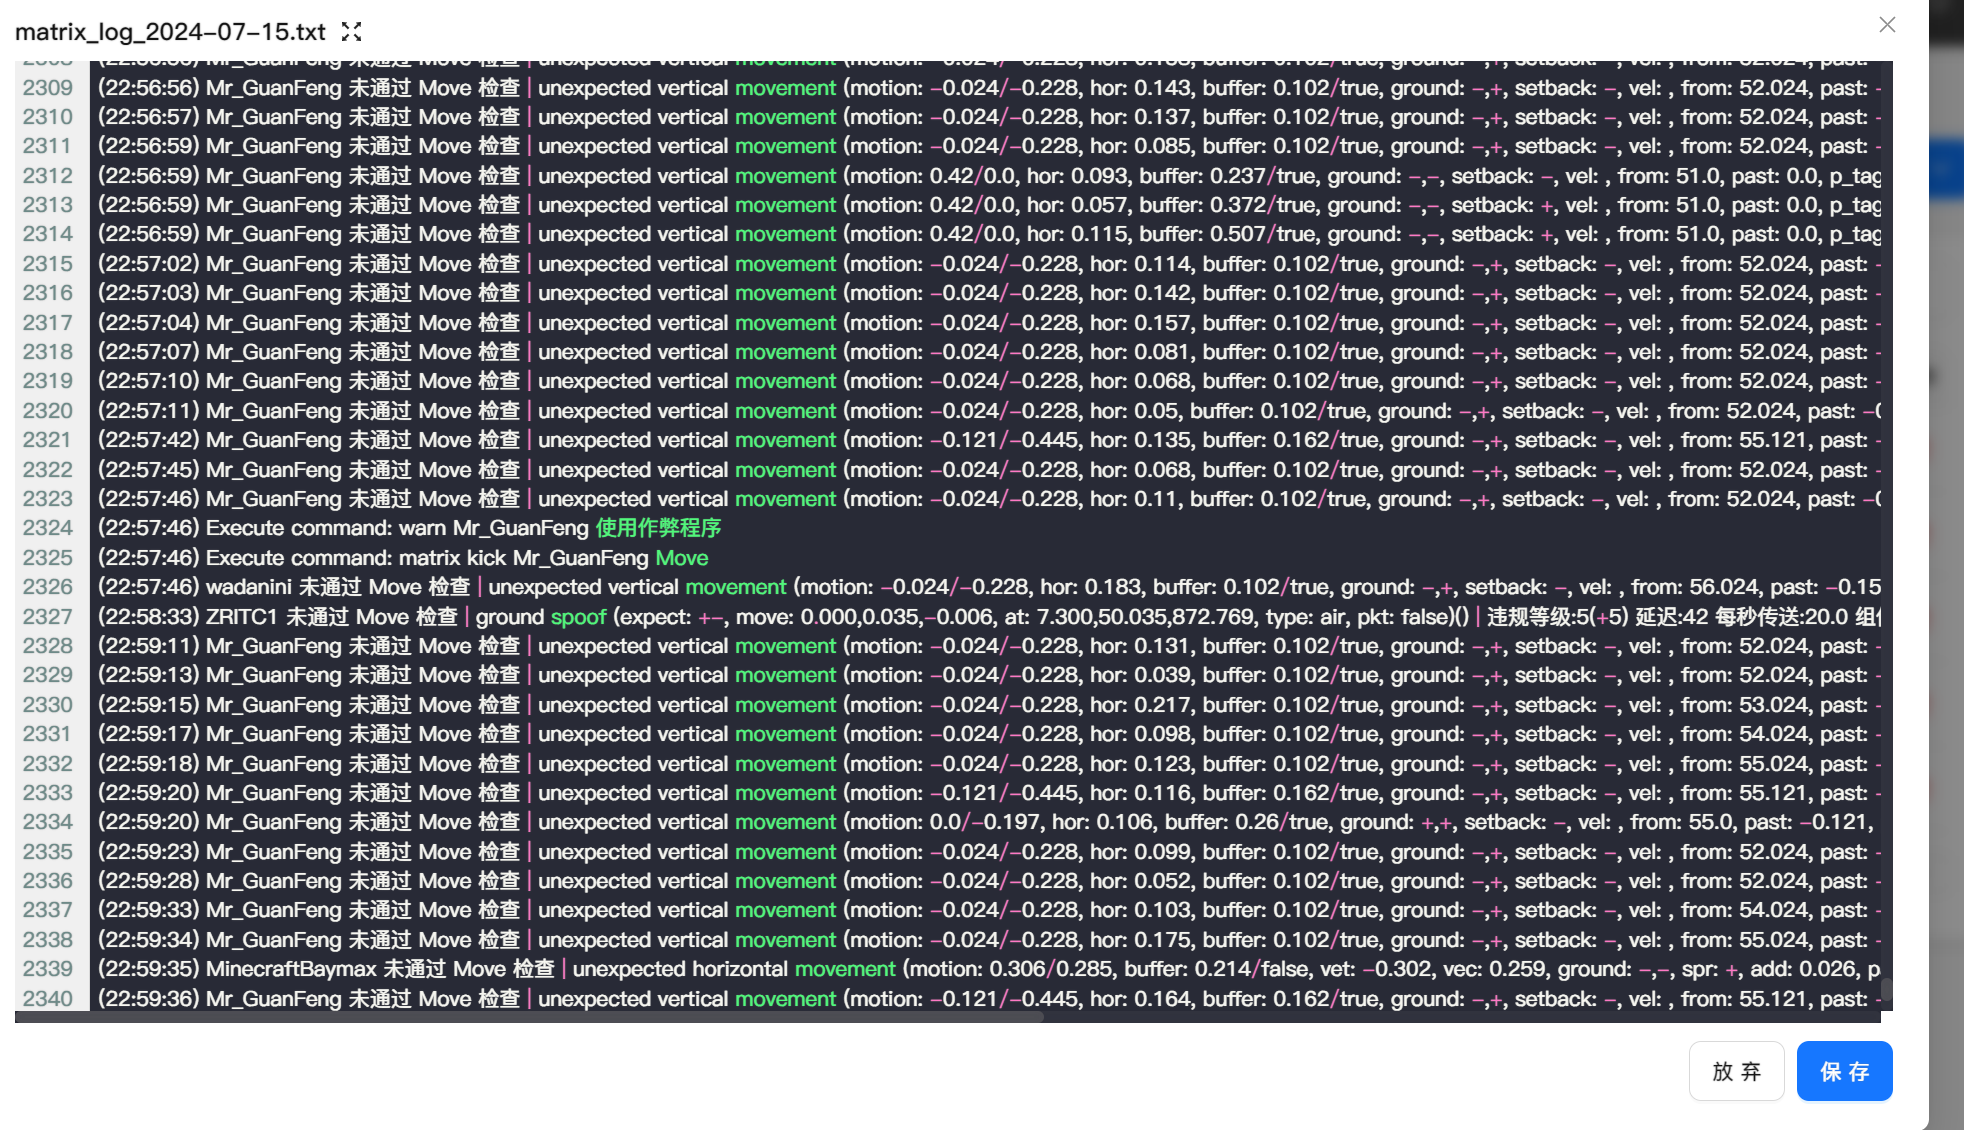 matrix_log_2024-07-15.txt
2309 (22:56:56) Mr_GuanFeng 未通过 Move 检查 | unexpected vertical movement (motion: -0.024/-0.228, hor: 0.143, buffer: 0.102/true, ground: -,+, setback: -, vel: , from: 52.024, past: -
2310 (22:56:57) Mr_GuanFeng 未通过 Move 检查 | unexpected vertical movement (motion: -0.024/-0.228, hor: 0.137, buffer: 0.102/true, ground: -,+, setback: -, vel: , from: 52.024, past: -
2311 (22:56:59) Mr_GuanFeng 未通过 Move 检查 | unexpected vertical movement (motion: -0.024/-0.228, hor: 0.085, buffer: 0.102/true, ground: -,+, setback: -, vel: , from: 52.024, past: -
2312 (22:56:59) Mr_GuanFeng 未通过 Move 检查 | unexpected vertical movement (motion: 0.42/0.0, hor: 0.093, buffer: 0.237/true, ground: -,-, setback: -, vel: , from: 51.0, past: 0.0, p_tag
2313 (22:56:59) Mr_GuanFeng 未通过 Move 检查 | unexpected vertical movement (motion: 0.42/0.0, hor: 0.057, buffer: 0.372/true, ground: -,-, setback: +, vel: , from: 51.0, past: 0.0, p_tag
2314 (22:56:59) Mr_GuanFeng 未通过 Move 检查 | unexpected vertical movement (motion: 0.42/0.0, hor: 0.115, buffer: 0.507/true, ground: -,-, setback: +, vel: , from: 51.0, past: 0.0, p_tag
2315 (22:57:02) Mr_GuanFeng 未通过 Move 检查 | unexpected vertical movement (motion: -0.024/-0.228, hor: 0.114, buffer: 0.102/true, ground: -,+, setback: -, vel: , from: 52.024, past: -
2316 (22:57:03) Mr_GuanFeng 未通过 Move 检查 | unexpected vertical movement (motion: -0.024/-0.228, hor: 0.142, buffer: 0.102/true, ground: -,+, setback: -, vel: , from: 52.024, past: -
2317 (22:57:04) Mr_GuanFeng 未通过 Move 检查 | unexpected vertical movement (motion: -0.024/-0.228, hor: 0.157, buffer: 0.102/true, ground: -,+, setback: -, vel: , from: 52.024, past: -
2318 (22:57:07) Mr_GuanFeng 未通过 Move 检查 | unexpected vertical movement (motion: -0.024/-0.228, hor: 0.081, buffer: 0.102/true, ground: -,+, setback: -, vel: , from: 52.024, past: -
2319 (22:57:10) Mr_GuanFeng 未通过 Move 检查 | unexpected vertical movement (motion: -0.024/-0.228, hor: 0.068, buffer: 0.102/true, ground: -,+, setback: -, vel: , from: 52.024, past: -
2320 (22:57:11) Mr_GuanFeng 未通过 Move 检查 | unexpected vertical movement (motion: -0.024/-0.228, hor: 0.05, buffer: 0.102/true, ground: -,+, setback: -, vel: , from: 52.024, past: -0
2321 (22:57:42) Mr_GuanFeng 未通过 Move 检查 | unexpected vertical movement (motion: -0.121/-0.445, hor: 0.135, buffer: 0.162/true, ground: -,+, setback: -, vel: , from: 55.121, past: -
2322 (22:57:45) Mr_GuanFeng 未通过 Move 检查 | unexpected vertical movement (motion: -0.024/-0.228, hor: 0.068, buffer: 0.102/true, ground: -,+, setback: -, vel: , from: 52.024, past: -
2323 (22:57:46) Mr_GuanFeng 未通过 Move 检查 | unexpected vertical movement (motion: -0.024/-0.228, hor: 0.11, buffer: 0.102/true, ground: -,+, setback: -, vel: , from: 52.024, past: -0
2324 (22:57:46) Execute command: warn Mr_GuanFeng 使用作弊程序
2325 (22:57:46) Execute command: matrix kick Mr_GuanFeng Move
2326 (22:57:46) wadanini 未通过 Move 检查 | unexpected vertical movement (motion: -0.024/-0.228, hor: 0.183, buffer: 0.102/true, ground: -,+, setback: -, vel: , from: 56.024, past: -0.15
2327 (22:58:33) ZRITC1 未通过 Move 检查 | ground spoof (expect: +-, move: 0.000,0.035,-0.006, at: 7.300,50.035,872.769, type: air, pkt: false)() | 违规等级:5(+5) 延迟:42 每秒传送:20.0
2328 (22:59:11) Mr_GuanFeng 未通过 Move 检查 | unexpected vertical movement (motion: -0.024/-0.228, hor: 0.131, buffer: 0.102/true, ground: -,+, setback: -, vel: , from: 52.024, past: -
2329 (22:59:13) Mr_GuanFeng 未通过 Move 检查 | unexpected vertical movement (motion: -0.024/-0.228, hor: 0.039, buffer: 0.102/true, ground: -,+, setback: -, vel: , from: 52.024, past: -
2330 (22:59:15) Mr_GuanFeng 未通过 Move 检查 | unexpected vertical movement (motion: -0.024/-0.228, hor: 0.217, buffer: 0.102/true, ground: -,+, setback: -, vel: , from: 53.024, past: -
2331 (22:59:17) Mr_GuanFeng 未通过 Move 检查 | unexpected vertical movement (motion: -0.024/-0.228, hor: 0.098, buffer: 0.102/true, ground: -,+, setback: -, vel: , from: 54.024, past: -
2332 (22:59:18) Mr_GuanFeng 未通过 Move 检查 | unexpected vertical movement (motion: -0.024/-0.228, hor: 0.123, buffer: 0.102/true, ground: -,+, setback: -, vel: , from: 55.024, past: -
2333 (22:59:20) Mr_GuanFeng 未通过 Move 检查 | unexpected vertical movement (motion: -0.121/-0.445, hor: 0.116, buffer: 0.162/true, ground: -,+, setback: -, vel: , from: 55.121, past: -
2334 (22:59:20) Mr_GuanFeng 未通过 Move 检查 | unexpected vertical movement (motion: 0.0/-0.197, hor: 0.106, buffer: 0.26/true, ground: +,+, setback: -, vel: , from: 55.0, past: -0.121,
2335 (22:59:23) Mr_GuanFeng 未通过 Move 检查 | unexpected vertical movement (motion: -0.024/-0.228, hor: 0.099, buffer: 0.102/true, ground: -,+, setback: -, vel: , from: 52.024, past: -
2336 (22:59:28) Mr_GuanFeng 未通过 Move 检查 | unexpected vertical movement (motion: -0.024/-0.228, hor: 0.052, buffer: 0.102/true, ground: -,+, setback: -, vel: , from: 52.024, past: -
2337 (22:59:33) Mr_GuanFeng 未通过 Move 检查 | unexpected vertical movement (motion: -0.024/-0.228, hor: 0.103, buffer: 0.102/true, ground: -,+, setback: -, vel: , from: 54.024, past: -
2338 (22:59:34) Mr_GuanFeng 未通过 Move 检查 | unexpected vertical movement (motion: -0.024/-0.228, hor: 0.175, buffer: 0.102/true, ground: -,+, setback: -, vel: , from: 55.024, past: -
2339 (22:59:35) MinecraftBaymax 未通过 Move 检查 | unexpected horizontal movement (motion: 0.306/0.285, buffer: 0.214/false, vet: -0.302, vec: 0.259, ground: -,-, spr: +, add: 0.026, p
2340 (22:59:36) Mr_GuanFeng 未通过 Move 检查 | unexpected vertical movement (motion: -0.121/-0.445, hor: 0.164, buffer: 0.162/true, ground: -,+, setback: -, vel: , from: 55.121, past: -
放 弃
保 存